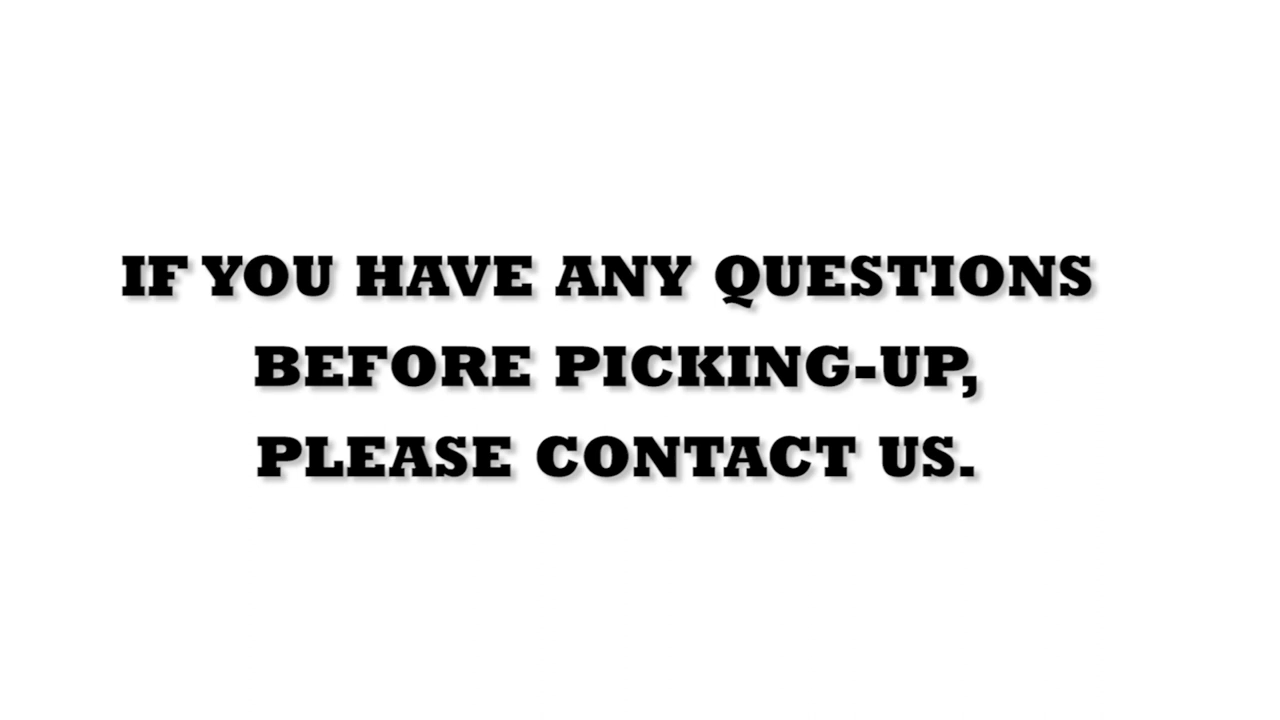 IF YOU HAVE ANY QUESTIONS
BEFORE PICKING-UP,
PLEASE CONTACT US.